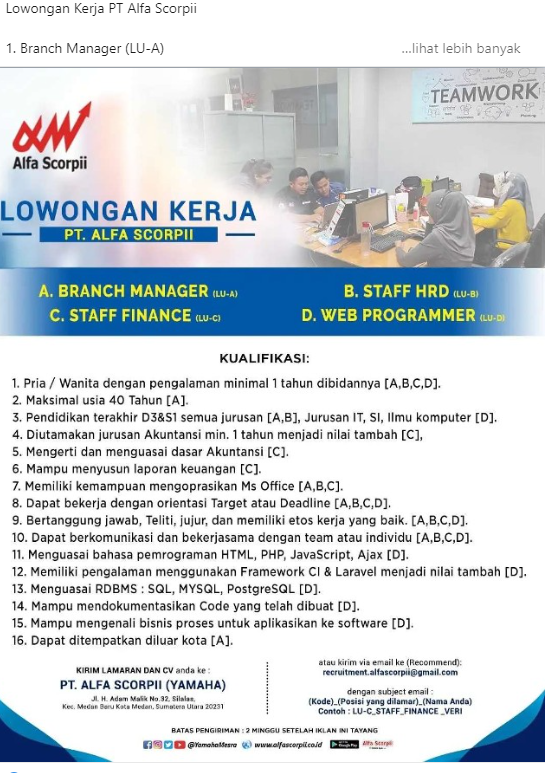 Lowongan Kerja PT Alfa Scorpii
1. Branch Manager (LU-A)
...lihat lebih banyak
TEAMWORK
Alfa Scorpii
LOWONGAN KERJA
PT. ALFA SCORPII
A. BRANCH MANAGER (LU-A)
B. STAFF HRD (LU-B)
C. STAFF FINANCE (LU-C)
D. WEB PROGRAMMER (LU-D)
KUALIFIKASI:
1. Pria / Wanita dengan pengalaman minimal 1 tahun dibidannya [A,B,C,D].
2. Maksimal usia 40 Tahun [A].
3. Pendidikan terakhir D3&S1 semua jurusan [A,B], Jurusan IT, SI, Ilmu komputer [D].
4. Diutamakan jurusan Akuntansi min. 1 tahun menjadi nilai tambah [C],
5. Mengerti dan menguasai dasar Akuntansi [C].
6. Mampu menyusun laporan keuangan [C].
7. Memiliki kemampuan mengoprasikan Ms Office [A,B,C].
8. Dapat bekerja dengan orientasi Target atau Deadline [A,B,C,D].
9. Bertanggung jawab, Teliti, jujur, dan memiliki etos kerja yang baik. [A,B,C,D].
10. Dapat berkomunikasi dan bekerjasama dengan team atau individu [A,B,C,D].
11. Menguasai bahasa pemrograman HTML, PHP, JavaScript, Ajax [D].
12. Memiliki pengalaman menggunakan Framework CI & Laravel menjadi nilai tambah [D].
13. Menguasai RDBMS : SQL, MYSQL, PostgreSQL [D].
14. Mampu mendokumentasikan Code yang telah dibuat [D].
15. Mampu mengenali bisnis proses untuk aplikasikan ke software [D].
16. Dapat ditempatkan diluar kota [A].
KIRIM LAMARAN DAN CV anda ke :
PT. ALFA SCORPII (YAMAHA)
Jl. H. Adam Malik No.92, Silalas,
Kec. Medan Baru Kota Medan, Sumatera Utara 20231
atau kirim via email ke (Recommend):
recruitment.alfascorpii@gmail.com
dengan subject email :
(Kode)_(Posisi yang dilamar)_(Nama Anda)
Contoh : LU-C_STAFF_FINANCE _VERI
BATAS PENGIRIMAN : 2 MINGGU SETELAH IKLAN INI TAYANG
@YamahaMesra
www.alfascorpii.co.id
Google Play
Alfa Scorpii